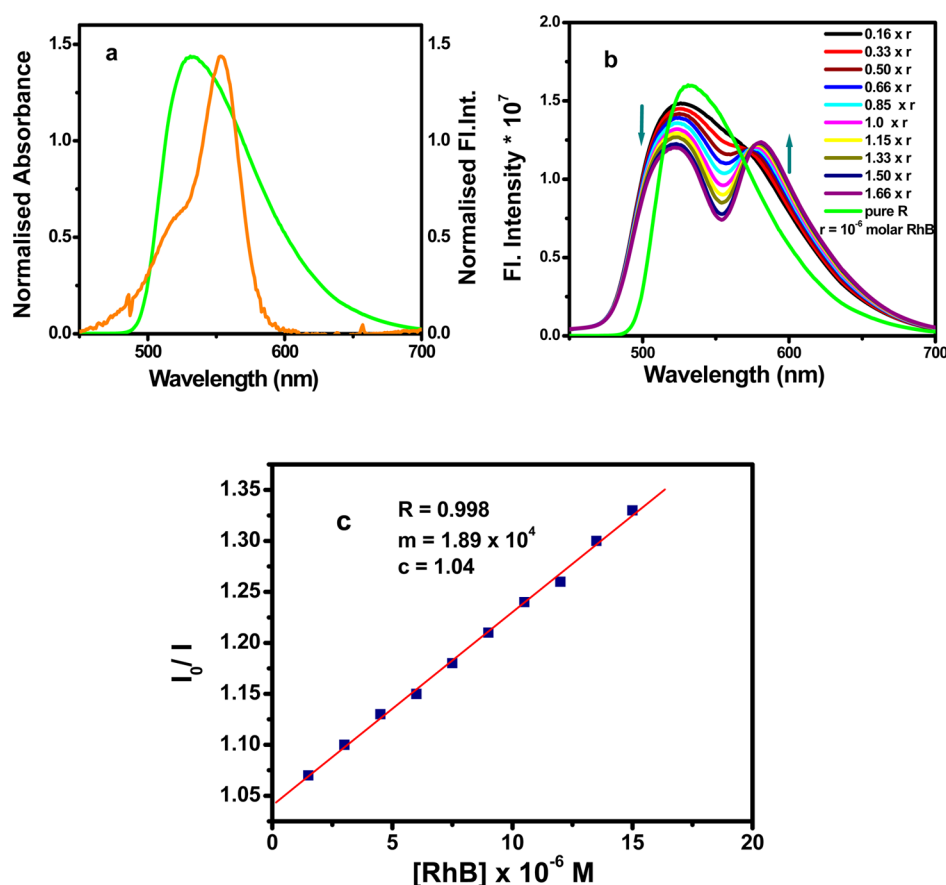 a
1.5
1.0
0.5
0.0
Normalised Absorbance
1.5
1.0
0.5
0.0
Normalised Fl.Int.
500 600 700
Wavelength (nm)
b
2.0
1.5
1.0
0.5
0.0
Fl. Intensity * 10⁷
0.16 x r
0.33 x r
0.50 x r
0.66 x r
0.85 x r
1.0 x r
1.15 x r
1.33 x r
1.50 x r
1.66 x r
pure R
r = 10⁻⁶ molar RhB
500 600 700
Wavelength (nm)
c
R = 0.998
m = 1.89 x 10⁴
c = 1.04
1.35
1.30
1.25
1.20
1.15
1.10
1.05
I₀/ I
0 5 10 15 20
[RhB] x 10⁻⁶ M